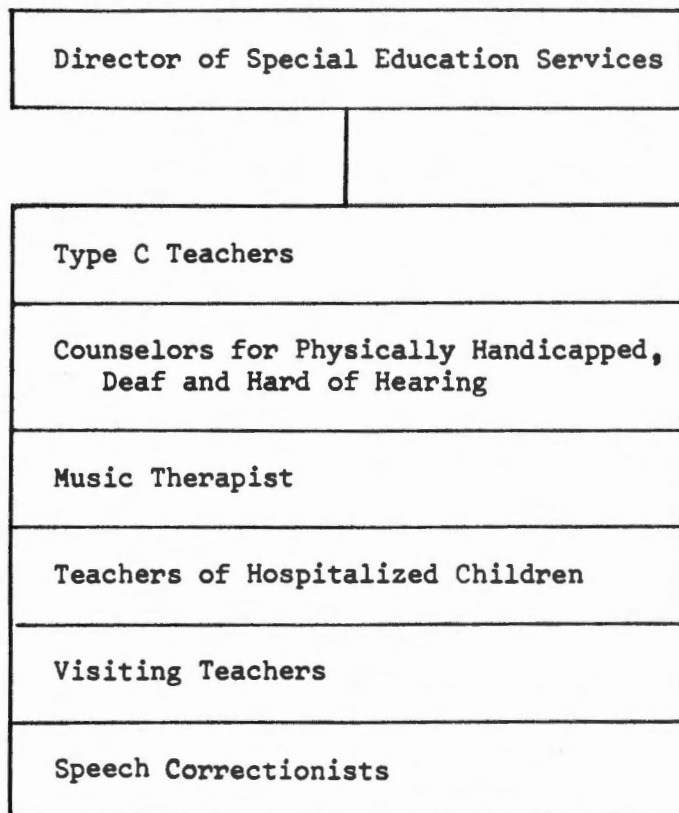 Director of Special Education Services
Type C Teachers
Counselors for Physically Handicapped,
Deaf and Hard of Hearing
Music Therapist
Teachers of Hospitalized Children
Visiting Teachers
Speech Correctionists